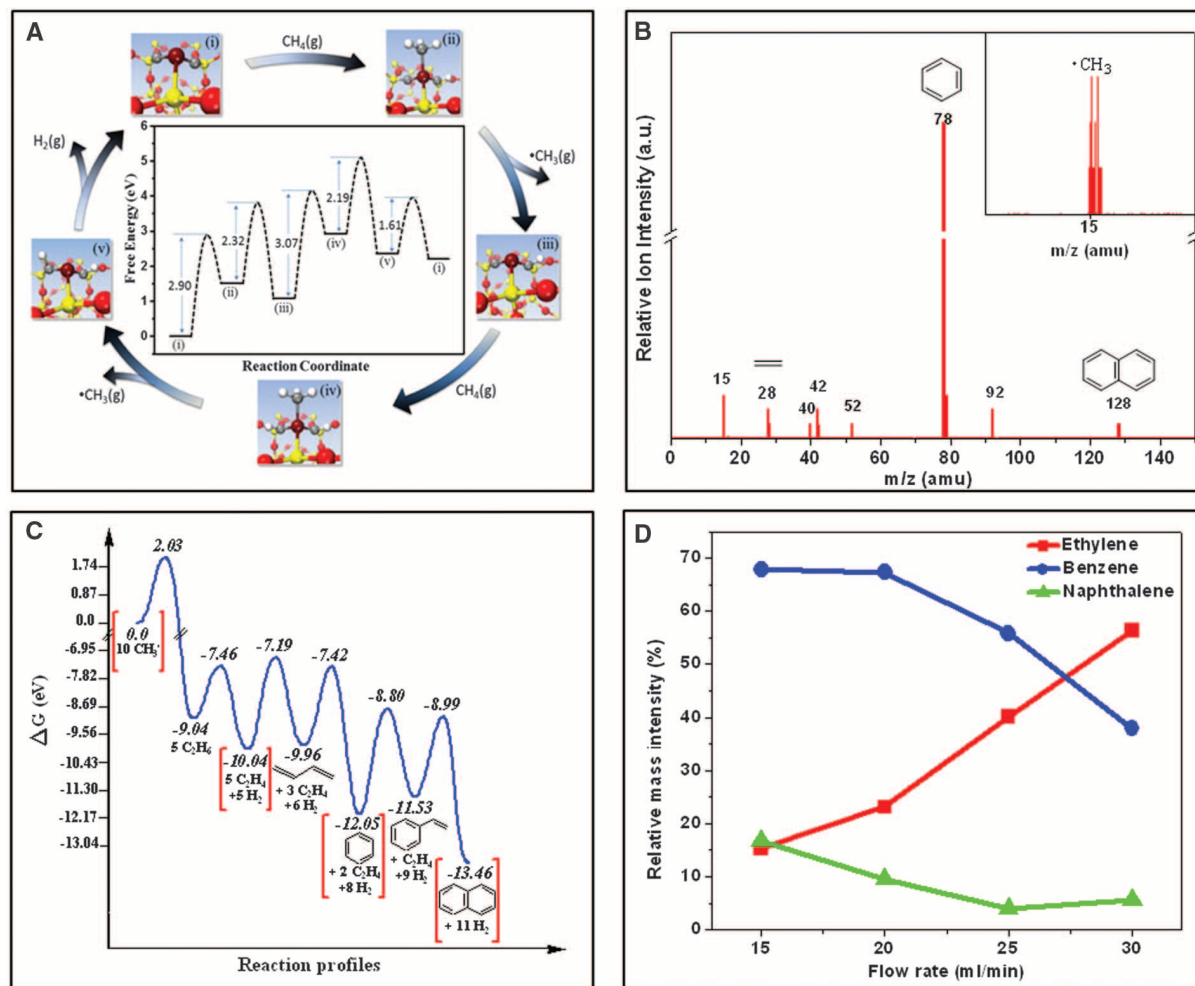 A
(i)
CH₄(g)
(ii)
H₂(g)
•CH₃(g)
Free Energy (eV)
6
5
4
3
2
1
0
2.90
2.32
3.07
2.19
1.61
(i)
(ii)
(iii)
(iv)
(v)
(i)
Reaction Coordinate
(v)
(iii)
•CH₃(g)
(iv)
CH₄(g)
B
Relative Ion Intensity (a.u.)
78
•CH₃
15
m/z (amu)
15
28
40
42
52
92
128
0 20 40 60 80 100 120 140
m/z (amu)
C
ΔG (eV)
1.74
0.87
0.0
-6.95
-7.82
-8.69
-9.56
-10.43
-11.30
-12.17
-13.04
2.03
0.0
10 CH₃•
-9.04
5 C₂H₆
-7.46
-10.04
5 C₂H₄
+5 H₂
-7.19
-9.96
+ 3 C₂H₄
+6 H₂
-7.42
-12.05
+ 2 C₂H₄
+8 H₂
-8.80
-11.53
+ C₂H₄
+9 H₂
-8.99
-13.46
+ 11 H₂
Reaction profiles
D
Ethylene
Benzene
Naphthalene
Relative mass intensity (%)
70
60
50
40
30
20
10
0
15 20 25 30
Flow rate (ml/min)